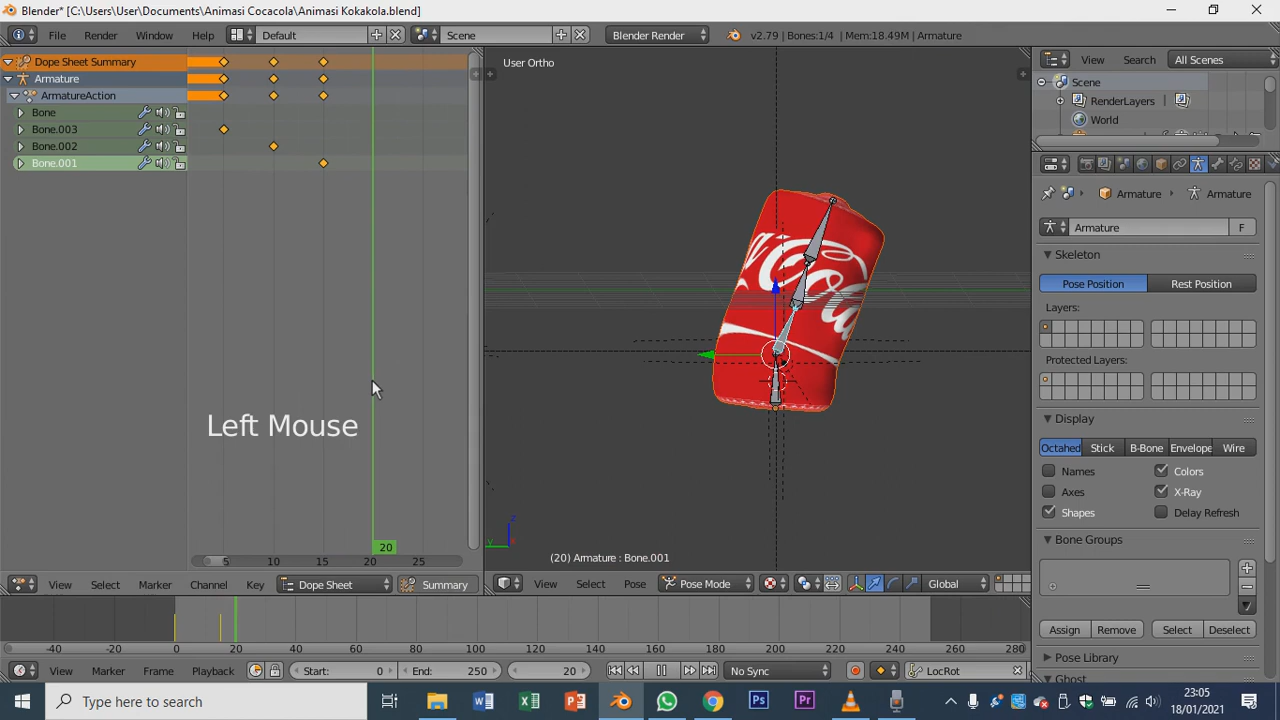 Blender* [C:\Users\User\Documents\Animasi Cocacola\Animasi Kokakola.blend]
File Render Window Help Default Scene Blender Render v2.79 | Bones:1/4 | Mem:18.49M | Armature
Dope Sheet Summary
Armature
ArmatureAction
Bone
Bone.003
Bone.002
Bone.001
20
5 10 15 20 25
Left Mouse
View Select Marker Channel Key Dope Sheet Summary
User Ortho
(20) Armature : Bone.001
View Select Pose Pose Mode Global
View Search All Scenes
Scene
RenderLayers
World
Armature Armature
Armature F
Skeleton
Pose Position Rest Position
Layers:
Protected Layers:
Display
Octahed Stick B-Bone Envelope Wire
Names Colors
Axes X-Ray
Shapes Delay Refresh
Bone Groups
Assign Remove Select Deselect
Pose Library
Ghost
-40 -20 0 20 40 60 80 100 120 140 160 180 200 220 240 260 280
View Marker Frame Playback Start: 0 End: 250 20 No Sync LocRot
Type here to search
23:05
18/01/2021